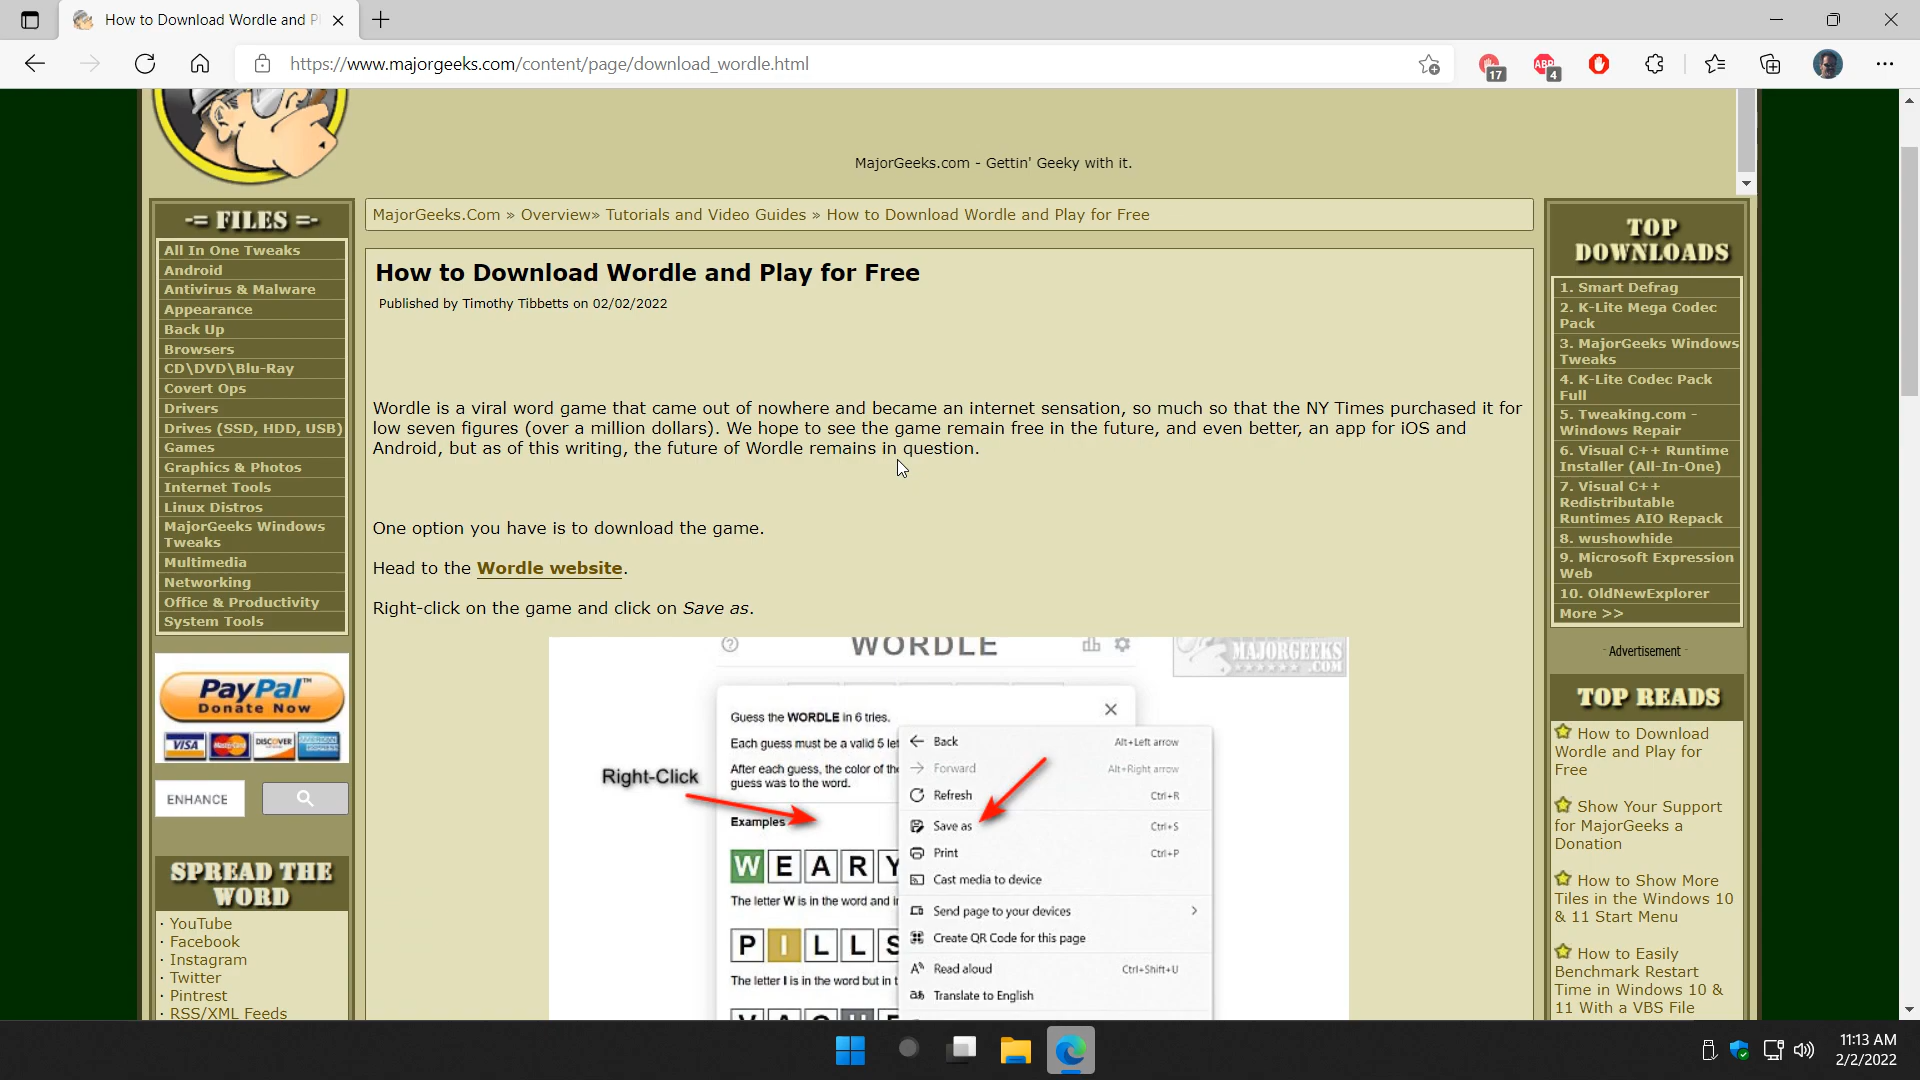 How to Download Wordle and P
https://www.majorgeeks.com/content/page/download_wordle.html
17
ABP
4
MajorGeeks.com - Gettin' Geeky with it.
-= FILES =-
All In One Tweaks
Android
Antivirus & Malware
Appearance
Back Up
Browsers
CD\DVD\Blu-Ray
Covert Ops
Drivers
Drives (SSD, HDD, USB)
Games
Graphics & Photos
Internet Tools
Linux Distros
MajorGeeks Windows
Tweaks
Multimedia
Networking
Office & Productivity
System Tools
PayPal™
Donate Now
VISA
MasterCard
DISCOVER
AMERICAN EXPRESS
ENHANCE
SPREAD THE
WORD
· YouTube
· Facebook
· Instagram
· Twitter
· Pintrest
· RSS/XML Feeds
MajorGeeks.Com » Overview» Tutorials and Video Guides » How to Download Wordle and Play for Free
How to Download Wordle and Play for Free
Published by Timothy Tibbetts on 02/02/2022
Wordle is a viral word game that came out of nowhere and became an internet sensation, so much so that the NY Times purchased it for
low seven figures (over a million dollars). We hope to see the game remain free in the future, and even better, an app for iOS and
Android, but as of this writing, the future of Wordle remains in question.
One option you have is to download the game.
Head to the Wordle website.
Right-click on the game and click on Save as.
WORDLE
MAJORGEEKS
.COM
Guess the WORDLE in 6 tries.
Each guess must be a valid 5 let
After each guess, the color of the
guess was to the word.
Right-Click
Examples
W E A R Y
The letter W is in the word and i
P I L L S
The letter I is in the word but in t
Back Alt+Left arrow
Forward Alt+Right arrow
Refresh Ctrl+R
Save as Ctrl+S
Print Ctrl+P
Cast media to device
Send page to your devices
Create QR Code for this page
Read aloud Ctrl+Shift+U
Translate to English
TOP
DOWNLOADS
1. Smart Defrag
2. K-Lite Mega Codec
Pack
3. MajorGeeks Windows
Tweaks
4. K-Lite Codec Pack
Full
5. Tweaking.com -
Windows Repair
6. Visual C++ Runtime
Installer (All-In-One)
7. Visual C++
Redistributable
Runtimes AIO Repack
8. wushowhide
9. Microsoft Expression
Web
10. OldNewExplorer
More >>
- Advertisement -
TOP READS
How to Download
Wordle and Play for
Free
Show Your Support
for MajorGeeks a
Donation
How to Show More
Tiles in the Windows 10
& 11 Start Menu
How to Easily
Benchmark Restart
Time in Windows 10 &
11 With a VBS File
11:13 AM
2/2/2022